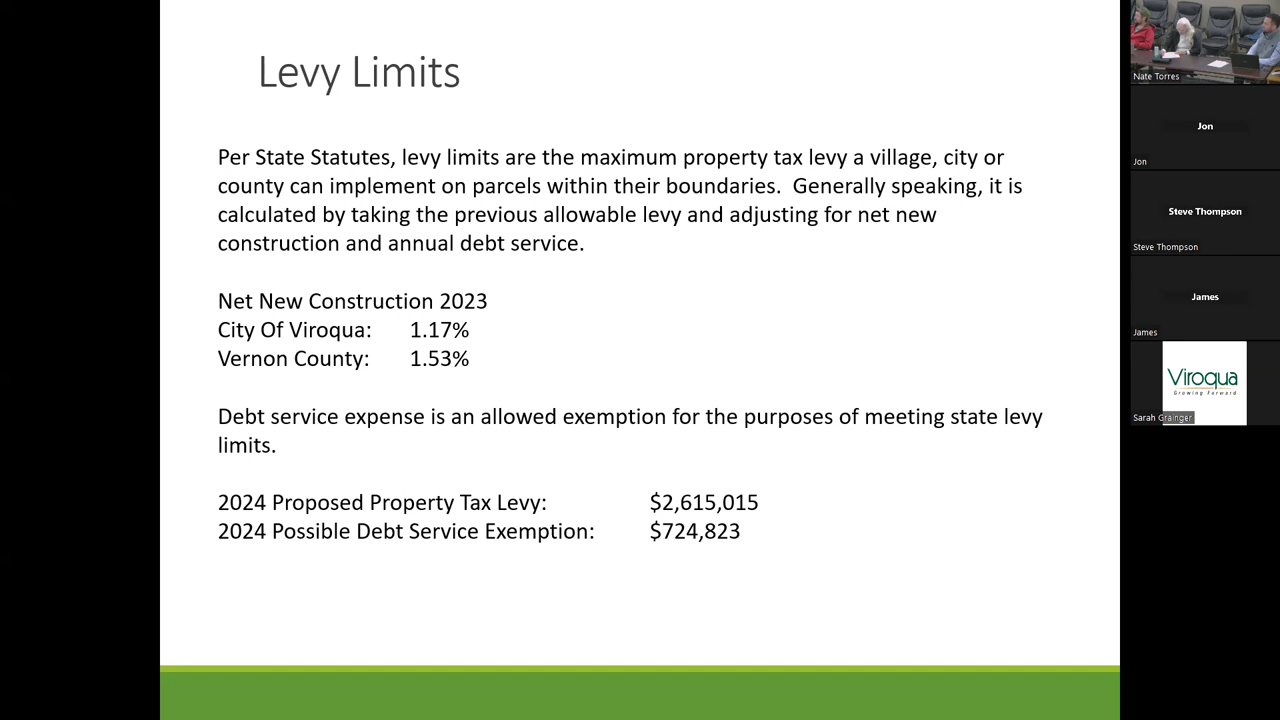 Levy Limits
Per State Statutes, levy limits are the maximum property tax levy a village, city or
county can implement on parcels within their boundaries.  Generally speaking, it is
calculated by taking the previous allowable levy and adjusting for net new
construction and annual debt service.
Net New Construction 2023
City Of Viroqua: 1.17%
Vernon County: 1.53%
Debt service expense is an allowed exemption for the purposes of meeting state levy
limits.
2024 Proposed Property Tax Levy: $2,615,015
2024 Possible Debt Service Exemption: $724,823
Nate Torres
Jon
Jon
Steve Thompson
Steve Thompson
James
James
Viroqua
Growing Forward
Sarah Grainger